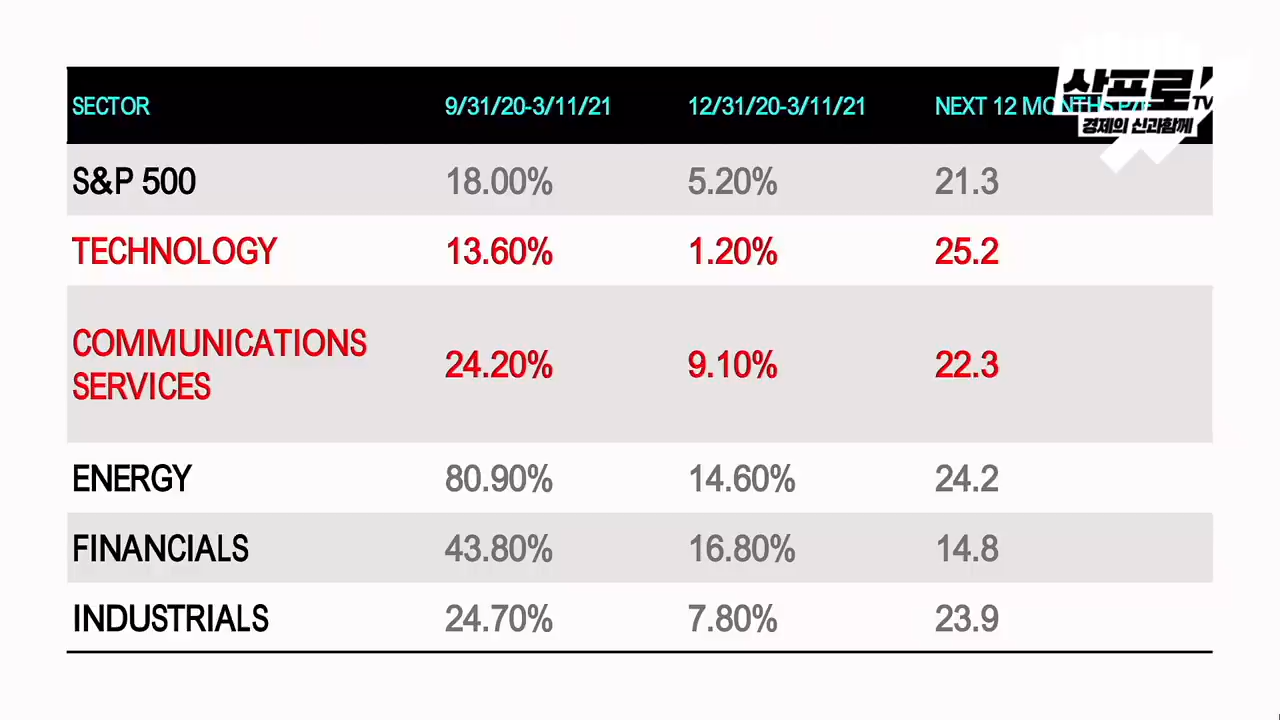 SECTOR 9/31/20-3/11/21 12/31/20-3/11/21 NEXT 12 MONTHS P/E
삼프로TV
경제의 신과함께
S&P 500 18.00% 5.20% 21.3
TECHNOLOGY 13.60% 1.20% 25.2
COMMUNICATIONS
SERVICES 24.20% 9.10% 22.3
ENERGY 80.90% 14.60% 24.2
FINANCIALS 43.80% 16.80% 14.8
INDUSTRIALS 24.70% 7.80% 23.9